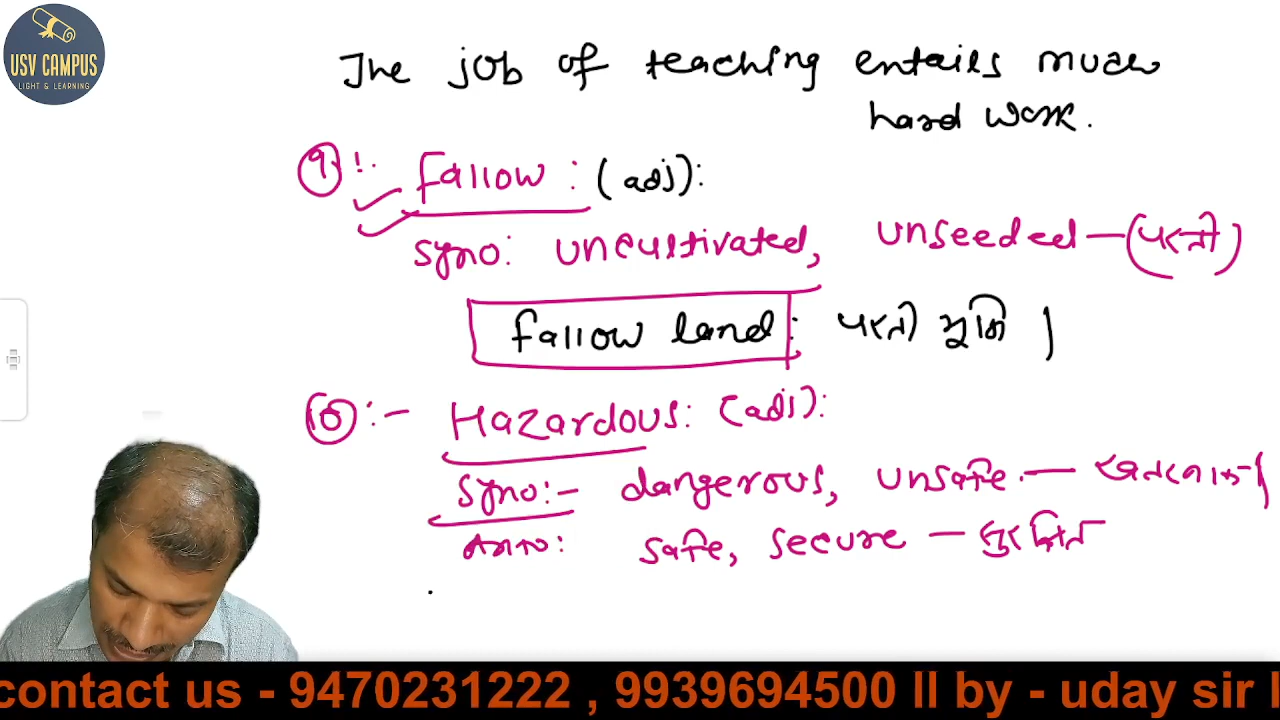 USV CAMPUS
LIGHT & LEARNING
The job of teaching entails much
hard work.
9 :- Fallow : (adj):
syno: uncultivated, unseeded — (परती)
fallow land : परती भूमि |
10 :- Hazardous: (adj):
syno:- dangerous, unsafe. — खतरनाक |
Anto: safe, secure — सुरक्षित
contact us - 9470231222 , 9939694500 ll by - uday sir l